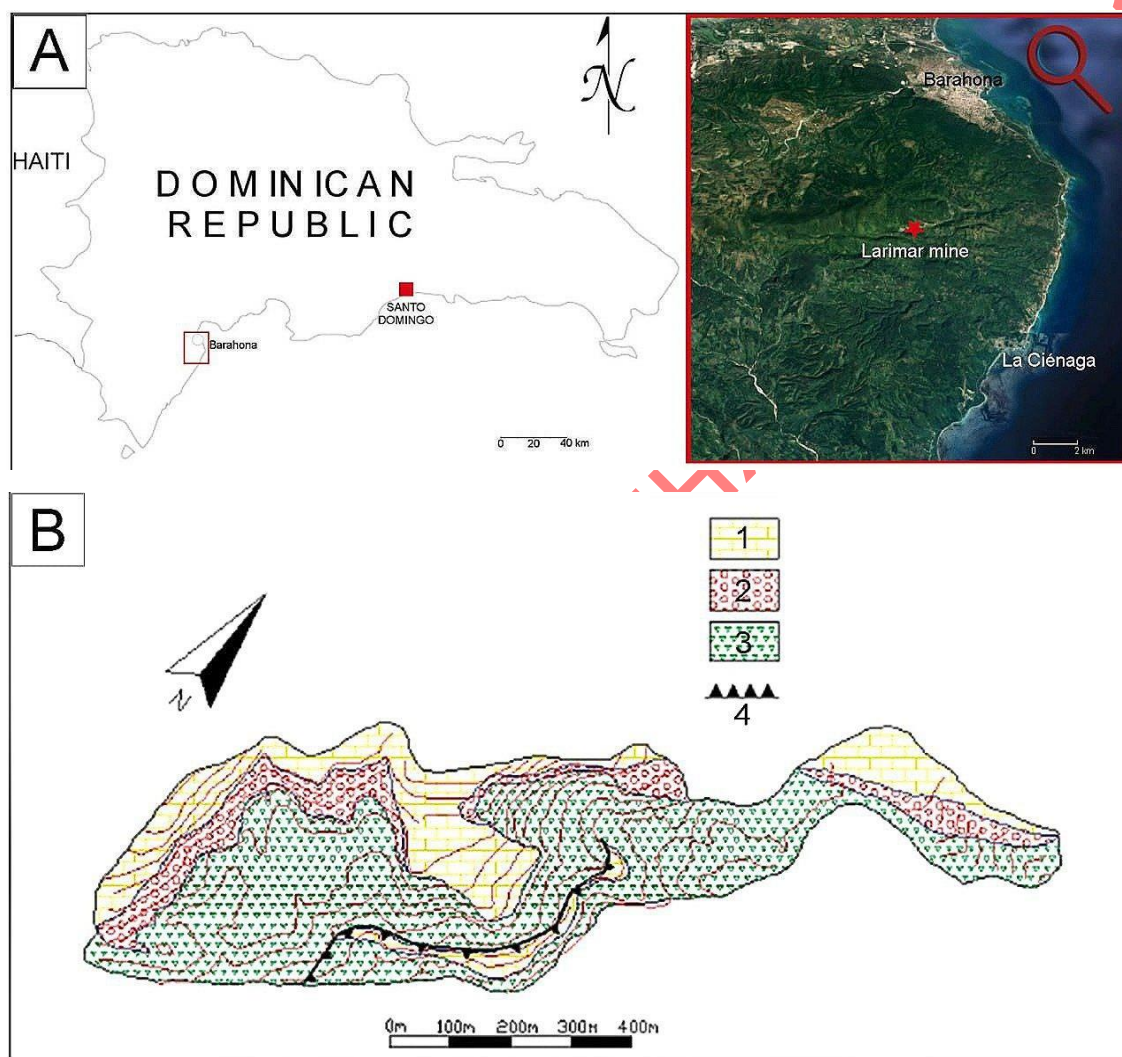 A
N
HAITI
DOMINICAN
REPUBLIC
SANTO
DOMINGO
Barahona
0 20 40 km
Barahona
Larimar mine
La Ciénaga
0 2 km
B
1
2
3
4
N
0m 100m 200m 300m 400m